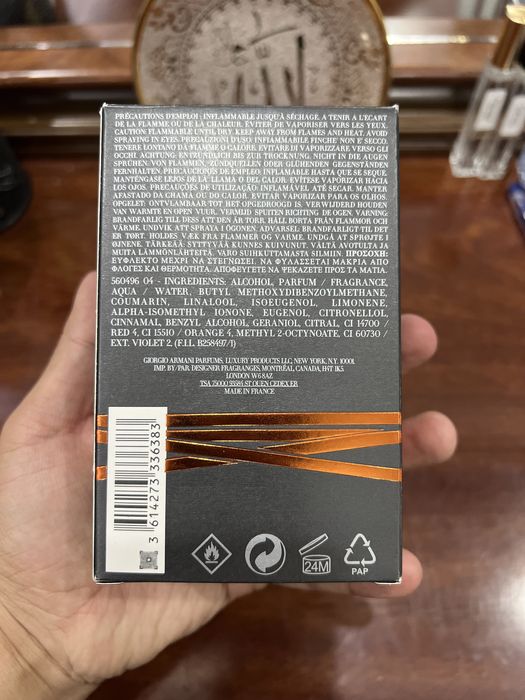 PRÉCAUTIONS D'EMPLOI : INFLAMMABLE JUSQU'À SÉCHAGE. A TENIR À L'ECART
DE LA FLAMME OU DE LA CHALEUR. ÉVITER DE VAPORISER VERS LES YEUX.
CAUTION FLAMMABLE UNTIL DRY. KEEP AWAY FROM FLAMES AND HEAT. AVOID
SPRAYING IN EYES. PRECAUZIONI D'USO: INFIAMMABILE FINCHE NON E' SECCO.
TENERE LONTANO DA FIAMME O CALORE EVITARE DI VAPORIZZARE VERSO GLI
OCCHI. ACHTUNG: ENTZÜNDLICH BIS ZUR TROCKNUNG. NICHT IN DIE AUGEN
SPRÜHEN. VON FLAMMEN, ZÜNDQUELLEN ODER GLÜHENDEN GEGENSTÄNDEN
FERNHALTEN. PRECAUCIONES DE EMPLEO: INFLAMABLE HASTA QUE SE SEQUE.
MANTÉNGASE LEJOS DE LA LLAMA O DEL CALOR. EVÍTESE VAPORIZAR HACIA
LOS OJOS. PRECAUÇÕES DE UTILIZAÇÃO: INFLAMÁVEL ATÉ SECAR. MANTER
AFASTADO DA CHAMA OU DO CALOR. EVITAR VAPORIZAR PARA OS OLHOS.
OPGELET: ONTVLAMBAAR TOT HET OPGEDROOGD IS. VERWIJDERD HOUDEN
VAN WARMTE EN OPEN VUUR, VERMIJD SPUITEN RICHTING DE OGEN. VARNING:
BRANDFARLIGT TILL DESS ATT DEN ÄR TORR. HÅLL BORTA FRÅN FLAMMOR OCH
VÄRME. UNDVIK ATT SPRAYA I ÖGONEN. ADVARSEL: BRANDFARLIGT TIL DET
ER TØRT. HOLDES VÆK FRA FLAMMER OG VARME. UNDGÅ AT SPRØJTE I
ØJNENE. TÄRKEÄÄ: SYTTYVÄÄ KUNNES KUIVUNUT. VÄLTÄ AVOTULTA JA
MUITA LÄMMÖNLÄHTEITÄ. VARO SUIHKUTTAMASTA SILMIIN. ΠΡΟΣΟΧΗ:
ΕΥΦΛΕΚΤΟ ΜΕΧΡΙ ΝΑ ΣΤΕΓΝΩΣΕΙ. ΝΑ ΦΥΛΑΣΣΕΤΑΙ ΜΑΚΡΙΑ ΑΠΟ
ΦΛΟΓΕΣ ΚΑΙ ΘΕΡΜΟΤΗΤΑ. ΑΠΟΦΕΥΓΕΤΕ ΝΑ ΨΕΚΑΖΕΤΕ ΠΡΟΣ ΤΑ ΜΑΤΙΑ.
560496 04 - INGREDIENTS: ALCOHOL, PARFUM / FRAGRANCE,
AQUA / WATER, BUTYL METHOXYDIBENZOYLMETHANE,
COUMARIN, LINALOOL, ISOEUGENOL, LIMONENE,
ALPHA-ISOMETHYL IONONE, EUGENOL, CITRONELLOL,
CINNAMAL, BENZYL ALCOHOL, GERANIOL, CITRAL, CI 14700 /
RED 4, CI 15510 / ORANGE 4, METHYL 2-OCTYNOATE, CI 60730 /
EXT. VIOLET 2, (F.I.L. B258497/1)
GIORGIO ARMANI PARFUMS, LUXURY PRODUCTS LLC, NEW YORK, N.Y. 10001.
IMP. BY/PAR DESIGNER FRAGRANCES, MONTRÉAL, CANADA, H4T 1K5
LONDON W6 8AZ
TSA 75000 93584 ST OUEN CEDEX FR
MADE IN FRANCE
3 614273 336383
24M
PAP